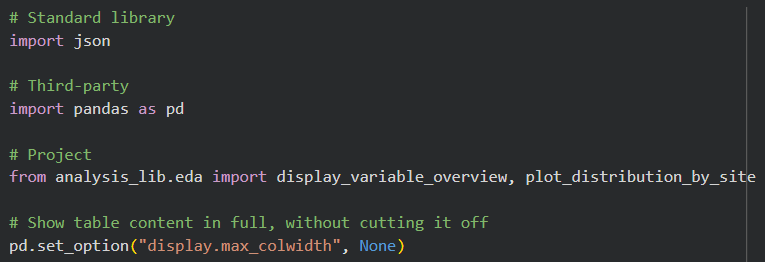 # Standard library
import json
# Third-party
import pandas as pd
# Project
from analysis_lib.eda import display_variable_overview, plot_distribution_by_site
# Show table content in full, without cutting it off
pd.set_option("display.max_colwidth", None)